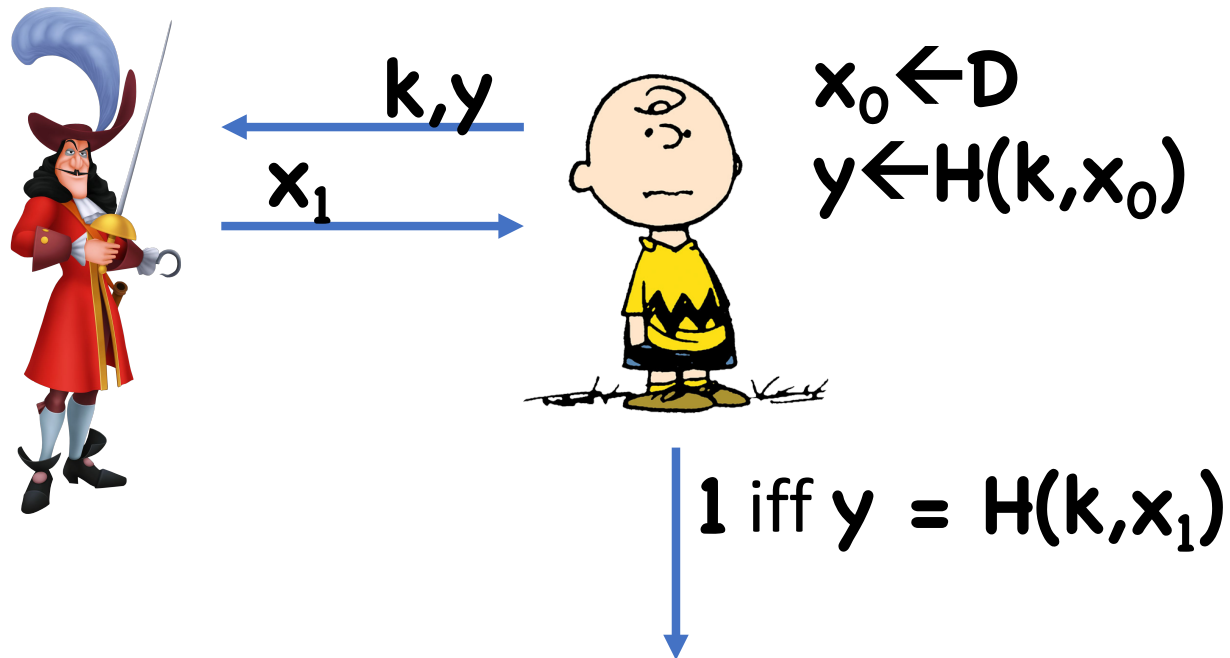 k,y
x₀←D
y←H(k,x₀)
x₁
1 iff y = H(k,x₁)